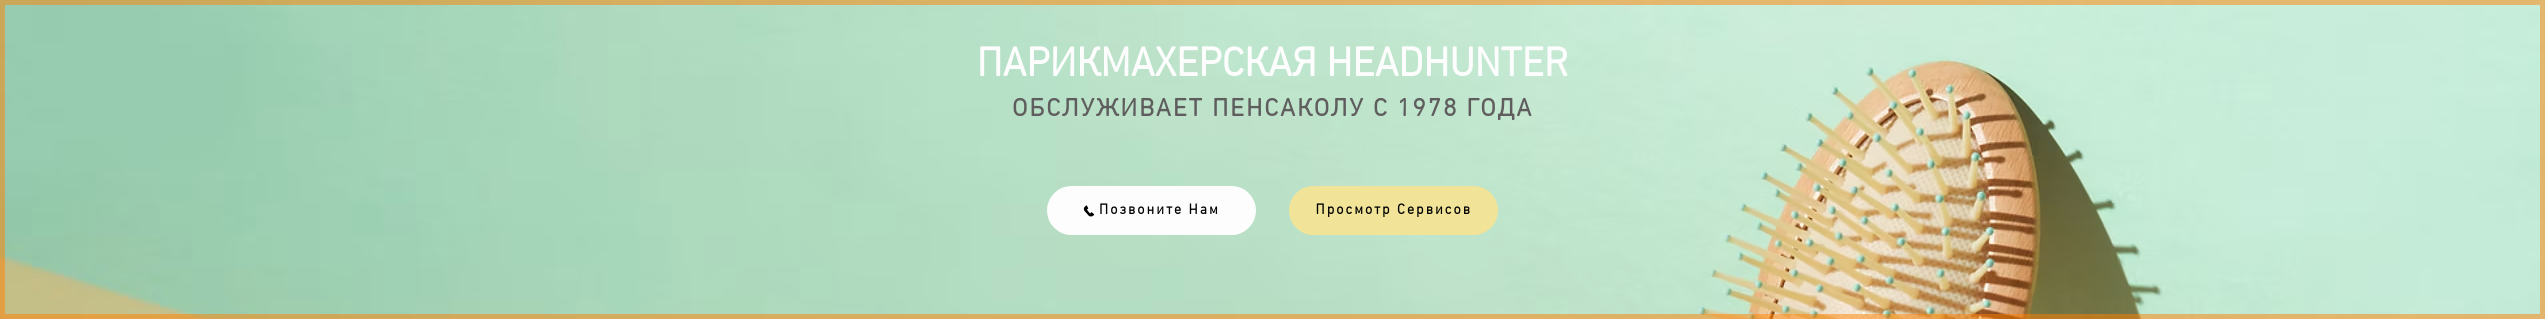 ПАРИКМАХЕРСКАЯ HEADHUNTER
ОБСЛУЖИВАЕТ ПЕНСАКОЛУ С 1978 ГОДА
Позвоните Нам
Просмотр Сервисов